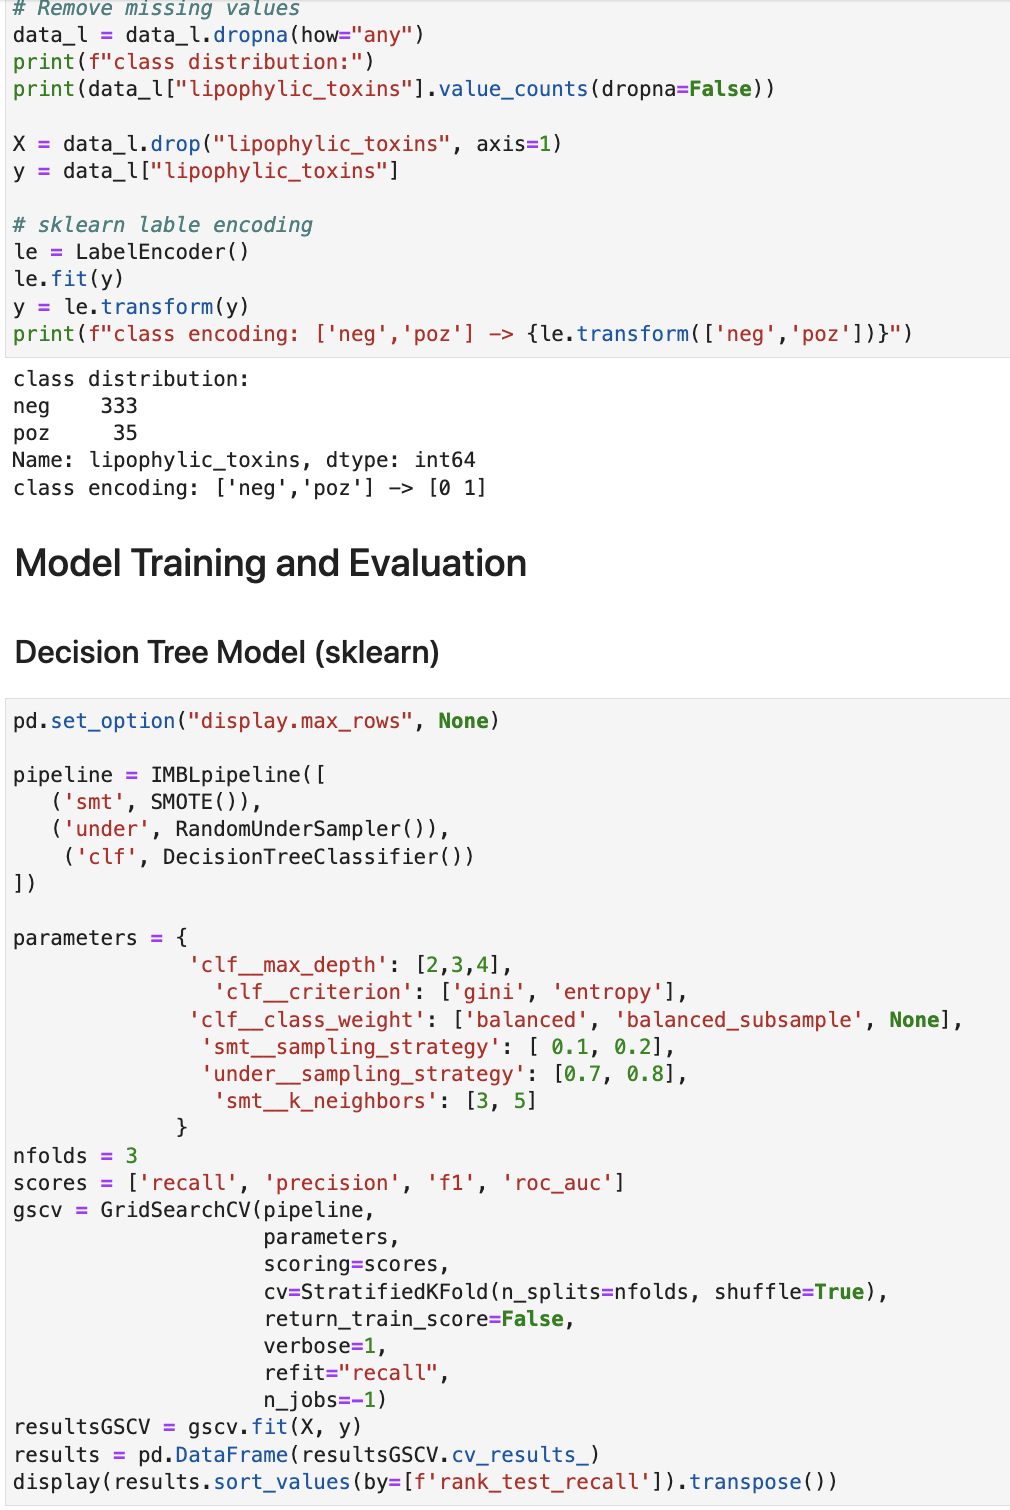 # Remove missing values
data_l = data_l.dropna(how="any")
print(f"class distribution:")
print(data_l["lipophylic_toxins"].value_counts(dropna=False))

X = data_l.drop("lipophylic_toxins", axis=1)
y = data_l["lipophylic_toxins"]

# sklearn lable encoding
le = LabelEncoder()
le.fit(y)
y = le.transform(y)
print(f"class encoding: ['neg','poz'] -> {le.transform(['neg','poz'])}")
class distribution:
neg    333
poz     35
Name: lipophylic_toxins, dtype: int64
class encoding: ['neg','poz'] -> [0 1]
Model Training and Evaluation
Decision Tree Model (sklearn)
pd.set_option("display.max_rows", None)

pipeline = IMBLpipeline([
   ('smt', SMOTE()),
   ('under', RandomUnderSampler()),
    ('clf', DecisionTreeClassifier())
])

parameters = {
              'clf__max_depth': [2,3,4],
                'clf__criterion': ['gini', 'entropy'],
              'clf__class_weight': ['balanced', 'balanced_subsample', None],
               'smt__sampling_strategy': [ 0.1, 0.2],
               'under__sampling_strategy': [0.7, 0.8],
                'smt__k_neighbors': [3, 5]
             }
nfolds = 3
scores = ['recall', 'precision', 'f1', 'roc_auc']
gscv = GridSearchCV(pipeline,
                    parameters,
                    scoring=scores,
                    cv=StratifiedKFold(n_splits=nfolds, shuffle=True),
                    return_train_score=False,
                    verbose=1,
                    refit="recall",
                    n_jobs=-1)
resultsGSCV = gscv.fit(X, y)
results = pd.DataFrame(resultsGSCV.cv_results_)
display(results.sort_values(by=[f'rank_test_recall']).transpose())